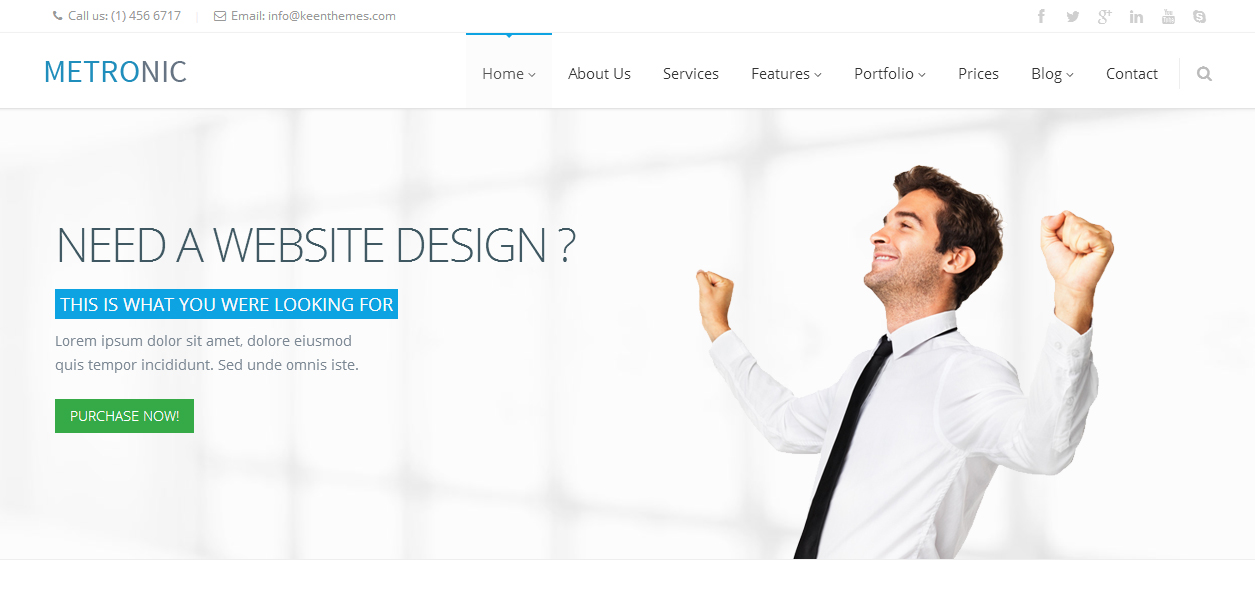 Call us: (1) 456 6717
Email: info@keenthemes.com
METRONIC
Home
About Us
Services
Features
Portfolio
Prices
Blog
Contact
NEED A WEBSITE DESIGN ?
THIS IS WHAT YOU WERE LOOKING FOR
Lorem ipsum dolor sit amet, dolore eiusmod
quis tempor incididunt. Sed unde omnis iste.
PURCHASE NOW!